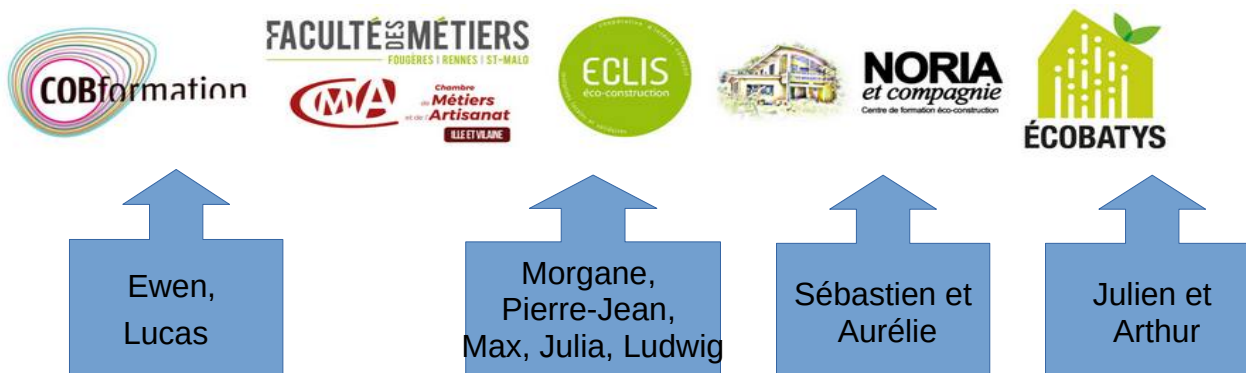 COBformation
FACULTÉ DES MÉTIERS
FOUGÈRES | RENNES | ST-MALO
CMA
Chambre
de Métiers
et de l'Artisanat
ILLE ET VILAINE
ECLIS
éco-construction
NORIA
et compagnie
Centre de formation éco-construction
ÉCOBATYS
Ewen,
Lucas
Morgane,
Pierre-Jean,
Max, Julia, Ludwig
Sébastien et
Aurélie
Julien et
Arthur